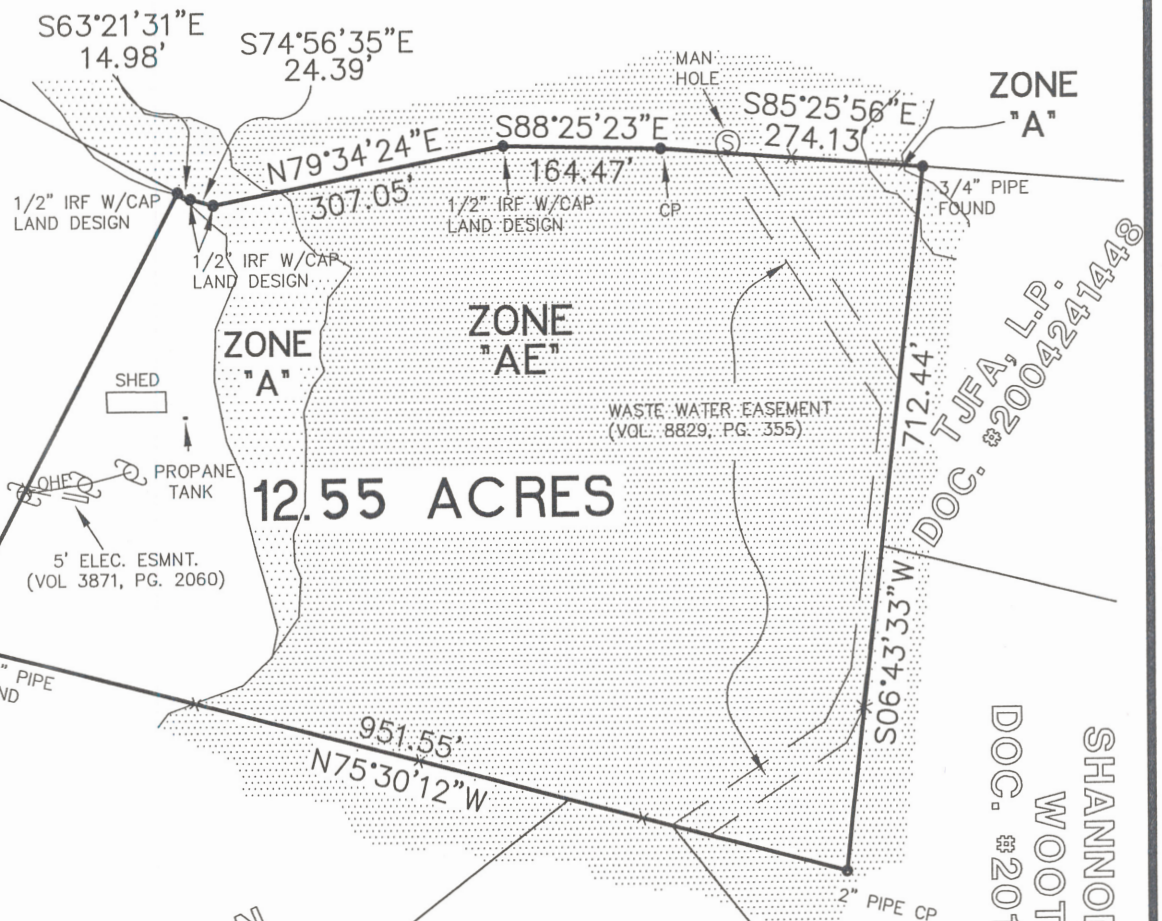 S63°21'31"E
14.98'
S74°56'35"E
24.39'
MAN
HOLE
ZONE
"A"
S85°25'56"E
274.13'
S88°25'23"E
164.47'
N79°34'24"E
307.05'
1/2" IRF W/CAP
LAND DESIGN
1/2" IRF W/CAP
LAND DESIGN
CP
S
3/4" PIPE
FOUND
1/2" IRF W/CAP
LAND DESIGN
ZONE
"A"
ZONE
"AE"
SHED
PROPANE
TANK
OHE
WASTE WATER EASEMENT
(VOL. 8829, PG. 355)
712.44'
TJFA, L.P.
DOC. #2004241448
12.55 ACRES
5' ELEC. ESMNT.
(VOL 3871, PG. 2060)
S06°43'33"W
" PIPE
ND
951.55'
N75°30'12"W
2" PIPE CP
SHANNO
WOOT
DOC. #201
N